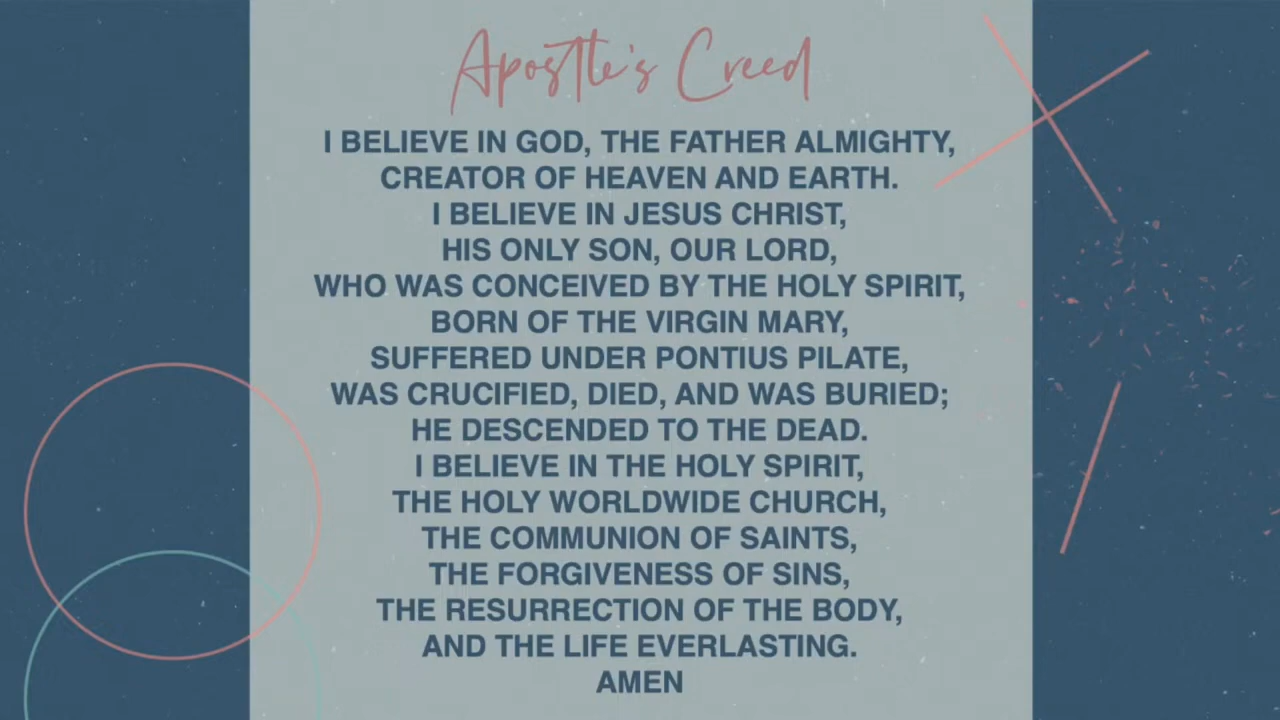 Apostle's Creed
I BELIEVE IN GOD, THE FATHER ALMIGHTY,
CREATOR OF HEAVEN AND EARTH.
I BELIEVE IN JESUS CHRIST,
HIS ONLY SON, OUR LORD,
WHO WAS CONCEIVED BY THE HOLY SPIRIT,
BORN OF THE VIRGIN MARY,
SUFFERED UNDER PONTIUS PILATE,
WAS CRUCIFIED, DIED, AND WAS BURIED;
HE DESCENDED TO THE DEAD.
I BELIEVE IN THE HOLY SPIRIT,
THE HOLY WORLDWIDE CHURCH,
THE COMMUNION OF SAINTS,
THE FORGIVENESS OF SINS,
THE RESURRECTION OF THE BODY,
AND THE LIFE EVERLASTING.
AMEN